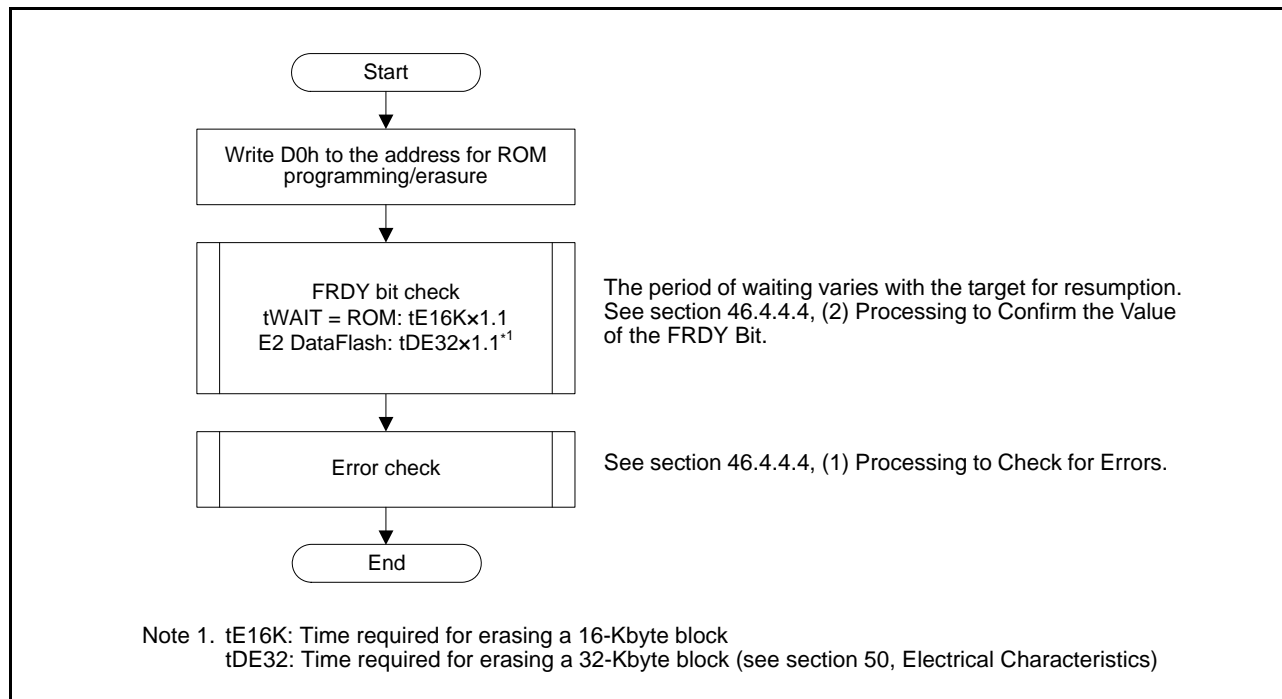 Start
Write D0h to the address for ROM
programming/erasure
FRDY bit check
tWAIT = ROM: tE16K×1.1
E2 DataFlash: tDE32×1.1*1
The period of waiting varies with the target for resumption.
See section 46.4.4.4, (2) Processing to Confirm the Value
of the FRDY Bit.
Error check
See section 46.4.4.4, (1) Processing to Check for Errors.
End
Note 1. tE16K: Time required for erasing a 16-Kbyte block
tDE32: Time required for erasing a 32-Kbyte block (see section 50, Electrical Characteristics)